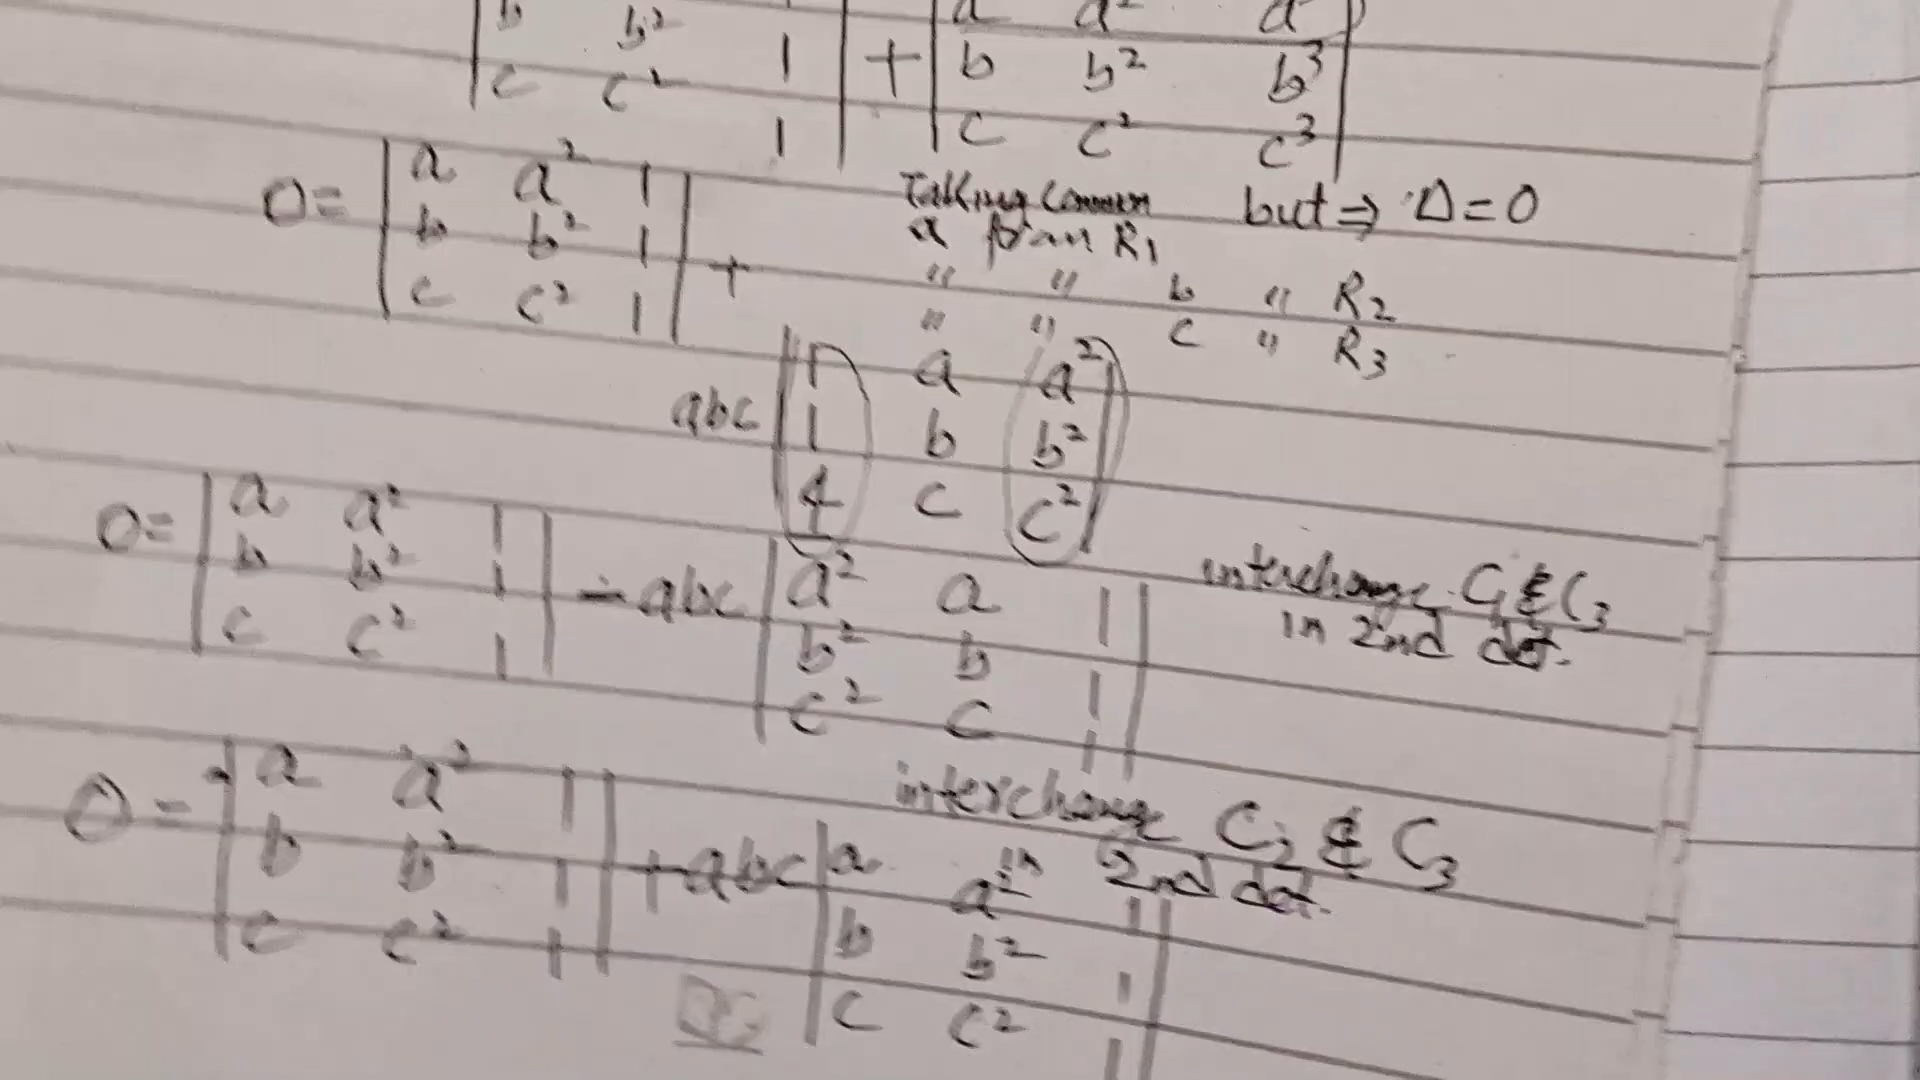 b b² 1 | + | a a² a³
c c² 1 | b b² b³
c c² c³
0 = | a a² 1 | Taking common but ⇒ Δ = 0
b b² 1 a from R1
c c² 1 | + " " b " R2
" " c " R3
abc | 1 a a² |
1 b b²
1 c c²
0 = | a a² 1 | - abc | a² a 1 | interchange C1 & C3
b b² 1 b² b 1 in 2nd det.
c c² 1 c² c 1
0 = | a a² 1 | interchange C2 & C3
b b² 1 + abc | a a² 1 | in 2nd det.
c c² 1 b b² 1
c c² 1